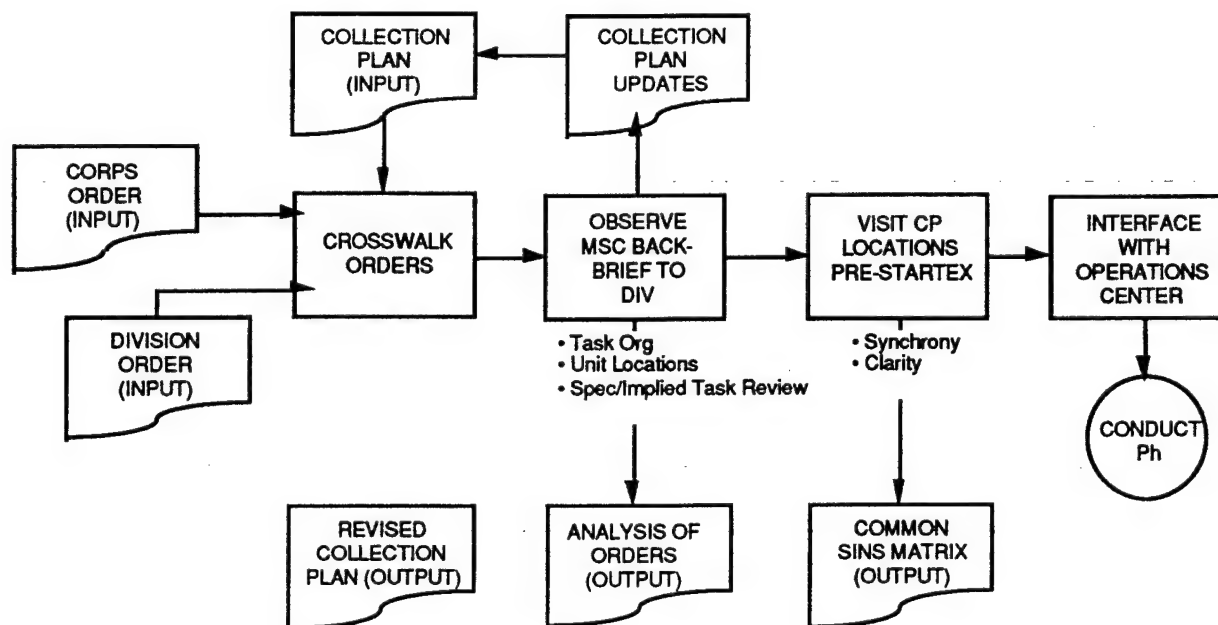 COLLECTION
PLAN
(INPUT)
COLLECTION
PLAN
UPDATES
CORPS
ORDER
(INPUT)
CROSSWALK
ORDERS
OBSERVE
MSC BACK-
BRIEF TO
DIV
VISIT CP
LOCATIONS
PRE-STARTEX
INTERFACE
WITH
OPERATIONS
CENTER
DIVISION
ORDER
(INPUT)
• Task Org
• Unit Locations
• Spec/Implied Task Review
• Synchrony
• Clarity
CONDUCT
Ph
REVISED
COLLECTION
PLAN (OUTPUT)
ANALYSIS OF
ORDERS
(OUTPUT)
COMMON
SINS MATRIX
(OUTPUT)